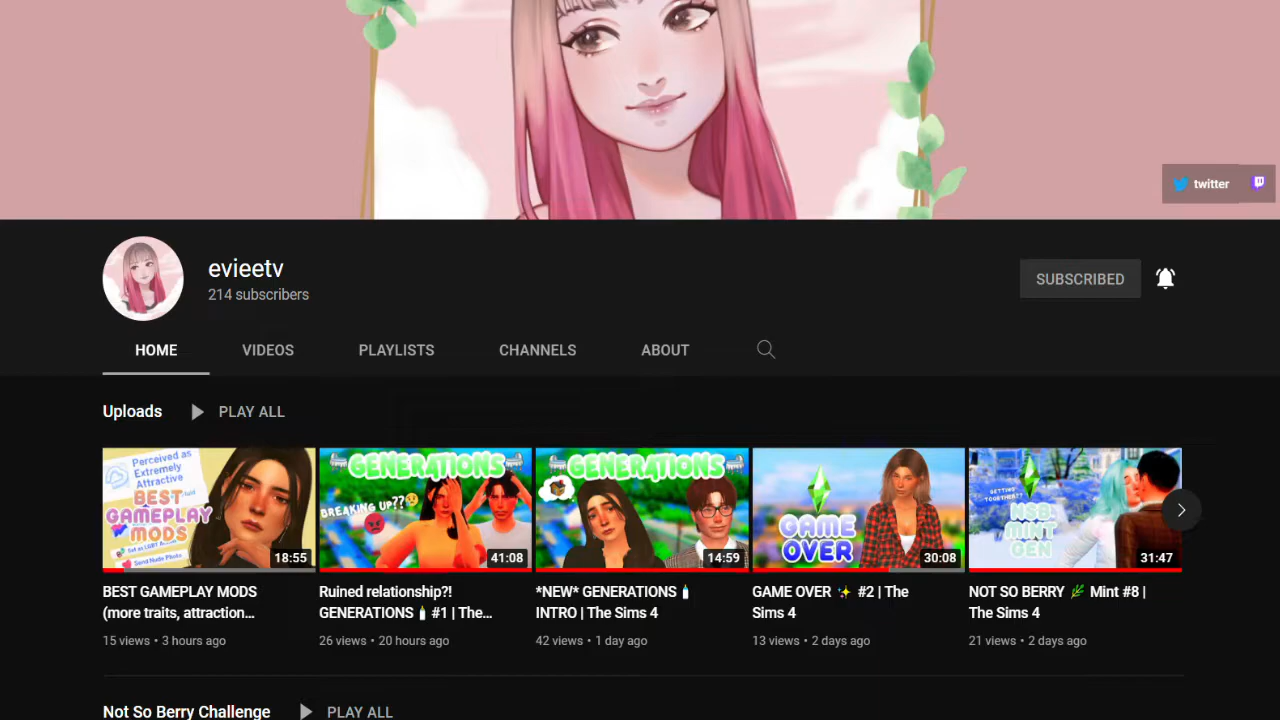 twitter
evieetv
214 subscribers
SUBSCRIBED
HOME
VIDEOS
PLAYLISTS
CHANNELS
ABOUT
Uploads
PLAY ALL
Perceived as
Extremely
Attractive
BEST
GAMEPLAY
MODS
18:55
GENERATIONS
BREAKING UP??
41:08
GENERATIONS
14:59
GAME
OVER
30:08
GETTING
TOGETHER??
NSB.
MINT
GEN
31:47
BEST GAMEPLAY MODS
(more traits, attraction...
15 views • 3 hours ago
Ruined relationship?!
GENERATIONS 🍼 #1 | The...
26 views • 20 hours ago
*NEW* GENERATIONS 🍼
INTRO | The Sims 4
42 views • 1 day ago
GAME OVER ✨ #2 | The
Sims 4
13 views • 2 days ago
NOT SO BERRY 🌿 Mint #8 |
The Sims 4
21 views • 2 days ago
Not So Berry Challenge
PLAY ALL